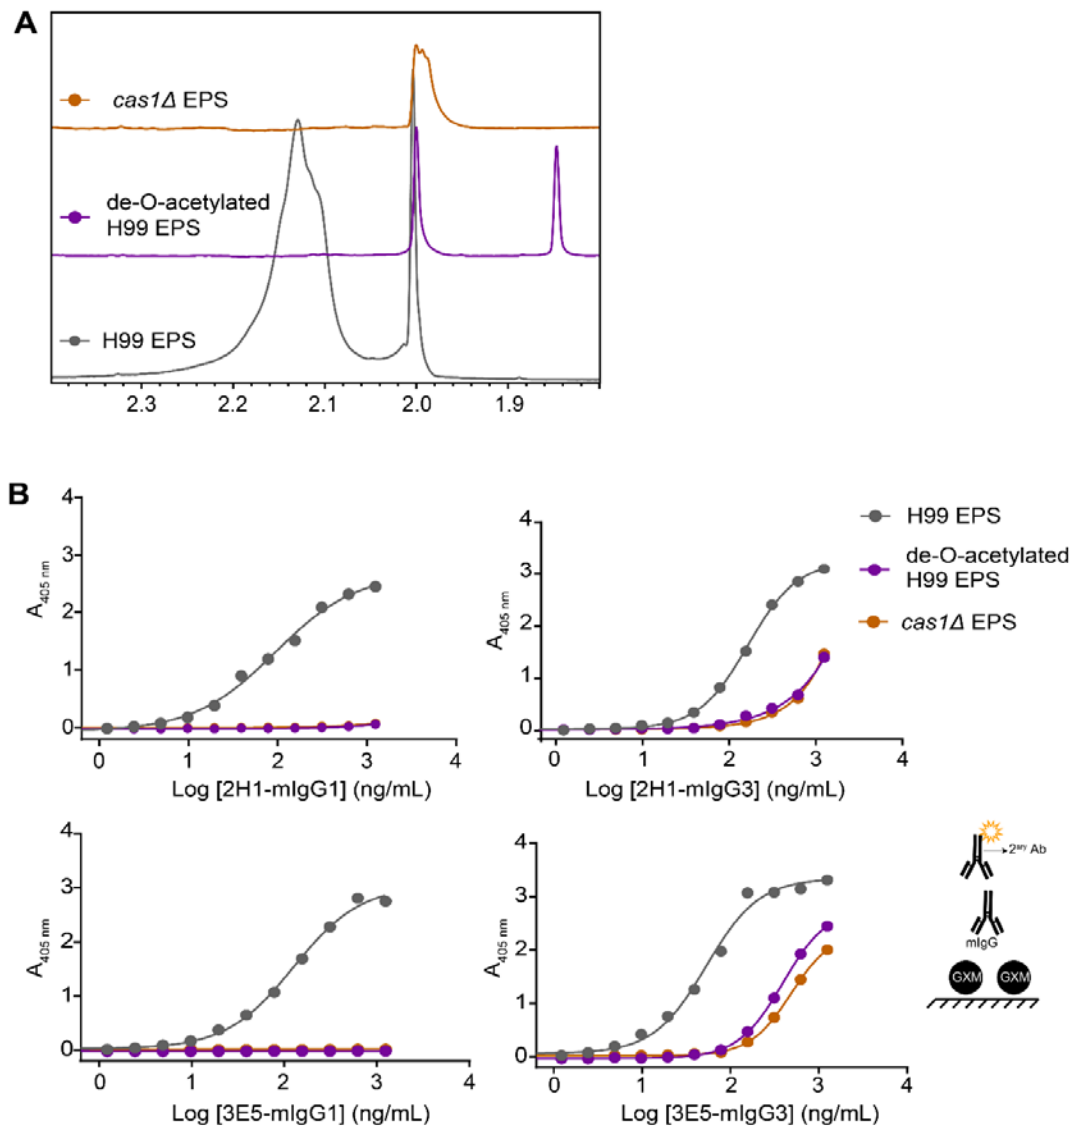 A
cas1Δ EPS
de-O-acetylated
H99 EPS
H99 EPS
2.3 2.2 2.1 2.0 1.9
B
4
3
2
1
0
A405 nm
0 1 2 3 4
Log [2H1-mIgG1] (ng/mL)
4
3
2
1
0
A405 nm
0 1 2 3 4
Log [2H1-mIgG3] (ng/mL)
H99 EPS
de-O-acetylated
H99 EPS
cas1Δ EPS
4
3
2
1
0
A405 nm
0 1 2 3 4
Log [3E5-mIgG1] (ng/mL)
4
3
2
1
0
A405 nm
0 1 2 3 4
Log [3E5-mIgG3] (ng/mL)
2ary Ab
mIgG
GXM GXM